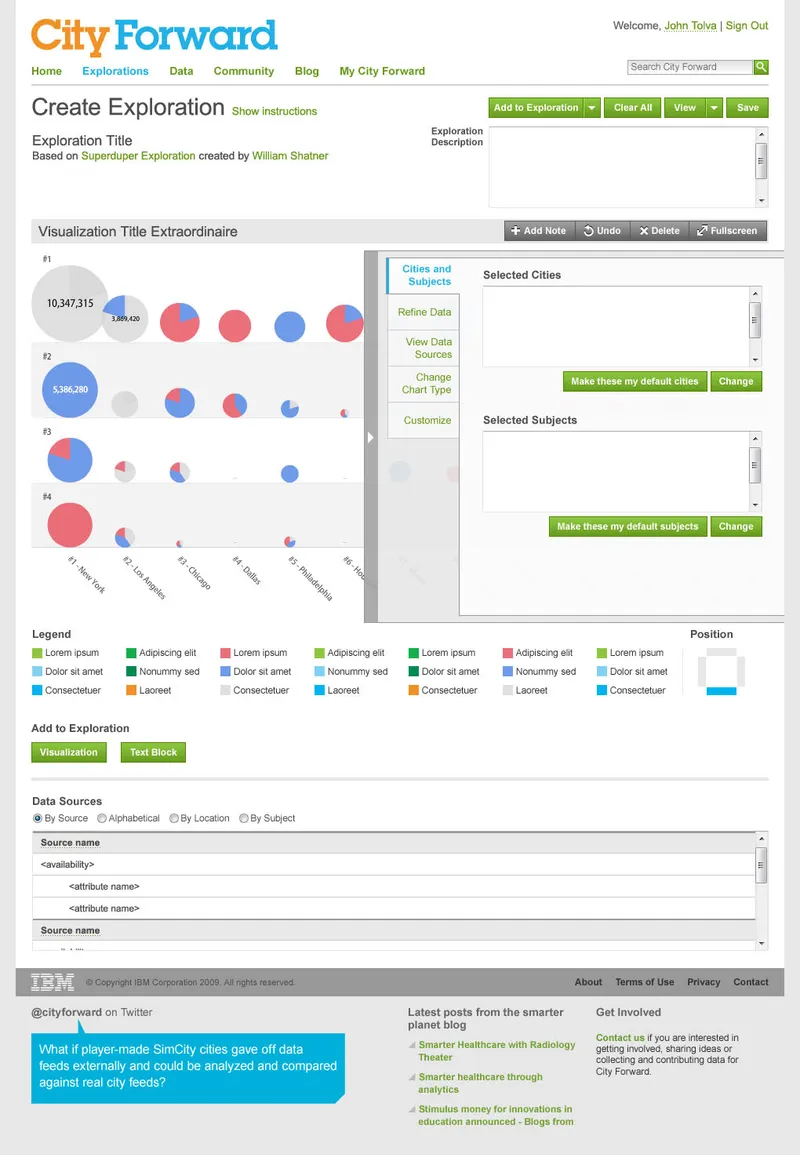 City Forward
Welcome, John Tolva | Sign Out
Home Explorations Data Community Blog My City Forward
Search City Forward
Create Exploration Show instructions
Add to Exploration Clear All View Save
Exploration Title
Based on Superduper Exploration created by William Shatner
Exploration
Description
Visualization Title Extraordinaire
Add Note Undo Delete Fullscreen
#1
10,347,315
3,869,420
#2
5,386,280
#3
#4
#1 - New York
#2 - Los Angeles
#3 - Chicago
#4 - Dallas
#5 - Philadelphia
Cities and
Subjects
Refine Data
View Data
Sources
Change
Chart Type
Customize
Selected Cities
Make these my default cities Change
Selected Subjects
Make these my default subjects Change
Legend
Position
Lorem ipsum Adipiscing elit Lorem ipsum Adipiscing elit Lorem ipsum Adipiscing elit Lorem ipsum
Dolor sit amet Nonummy sed Dolor sit amet Nonummy sed Dolor sit amet Nonummy sed Dolor sit amet
Consectetuer Laoreet Consectetuer Laoreet Consectetuer Laoreet Consectetuer
Add to Exploration
Visualization Text Block
Data Sources
By Source Alphabetical By Location By Subject
Source name
<availability>
<attribute name>
<attribute name>
Source name
IBM © Copyright IBM Corporation 2009. All rights reserved.
About Terms of Use Privacy Contact
@cityforward on Twitter
What if player-made SimCity cities gave off data
feeds externally and could be analyzed and compared
against real city feeds?
Latest posts from the smarter
planet blog
Smarter Healthcare with Radiology
Theater
Smarter healthcare through
analytics
Stimulus money for innovations in
education announced - Blogs from
Get Involved
Contact us if you are interested in
getting involved, sharing ideas or
collecting and contributing data for
City Forward.